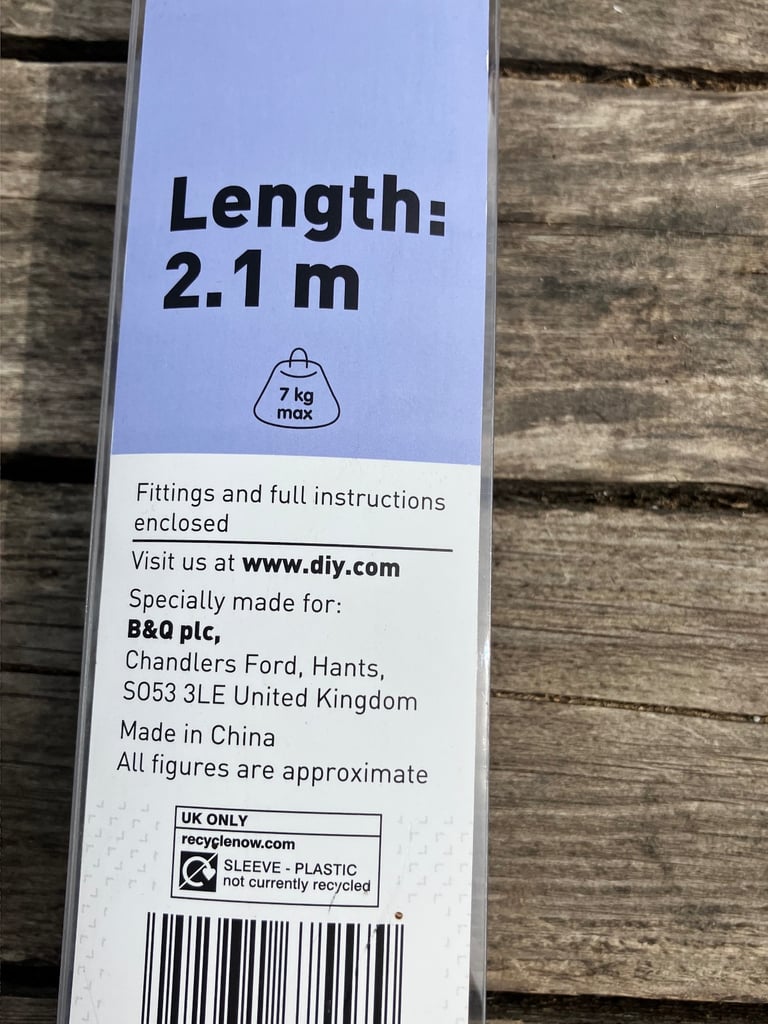 Length:
2.1 m
7 kg
max
Fittings and full instructions
enclosed
Visit us at www.diy.com
Specially made for:
B&Q plc,
Chandlers Ford, Hants,
SO53 3LE United Kingdom
Made in China
All figures are approximate
UK ONLY
recyclenow.com
SLEEVE - PLASTIC
not currently recycled